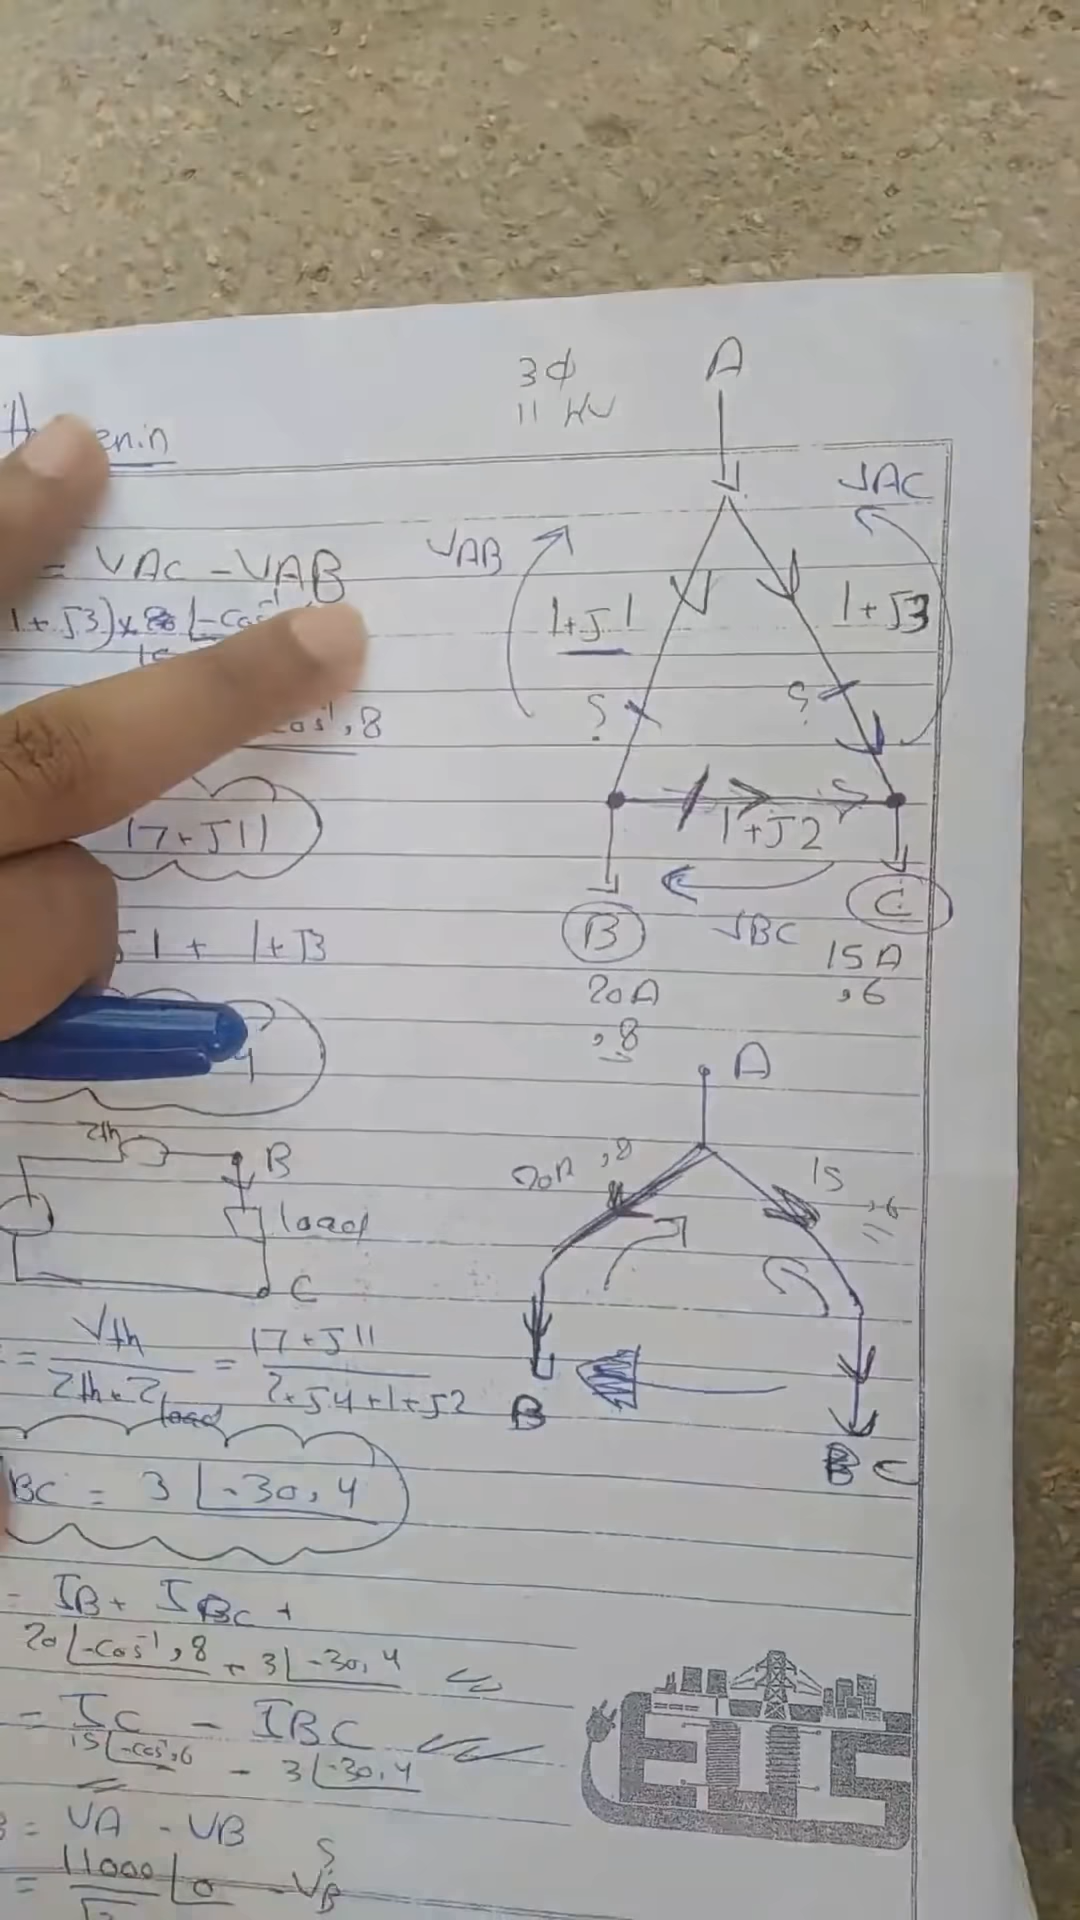 3Φ
11 KV
A
enin
VAC
= VAC - VAB
VAB
1+J3)×
1+J1
1+J3
?
?
,8
17+J11
1+J2
J1 + 1+J3
B
VBC
C
20A
,8
15A
,6
A
Zth
B
load
C
20A ,8
15
,6
= Vth / Zth+Zload = 17+J11 / 2+J4+1+J2
B
C
BC = 3 ∠-30,4
= IB + IBC +
20∠-cos⁻¹,8 + 3∠-30,4
= IC - IBC
15∠-cos⁻¹,6 - 3∠-30,4
EUS
= VA - VB
= 11000 ∠0 - VB
?